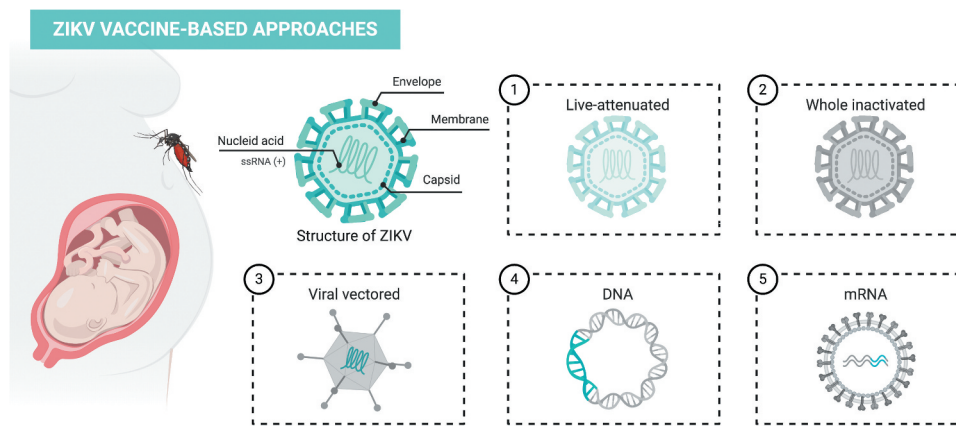 ZIKV VACCINE-BASED APPROACHES
Envelope
Membrane
Nucleid acid
ssRNA (+)
Capsid
Structure of ZIKV
1
Live-attenuated
2
Whole inactivated
3
Viral vectored
4
DNA
5
mRNA